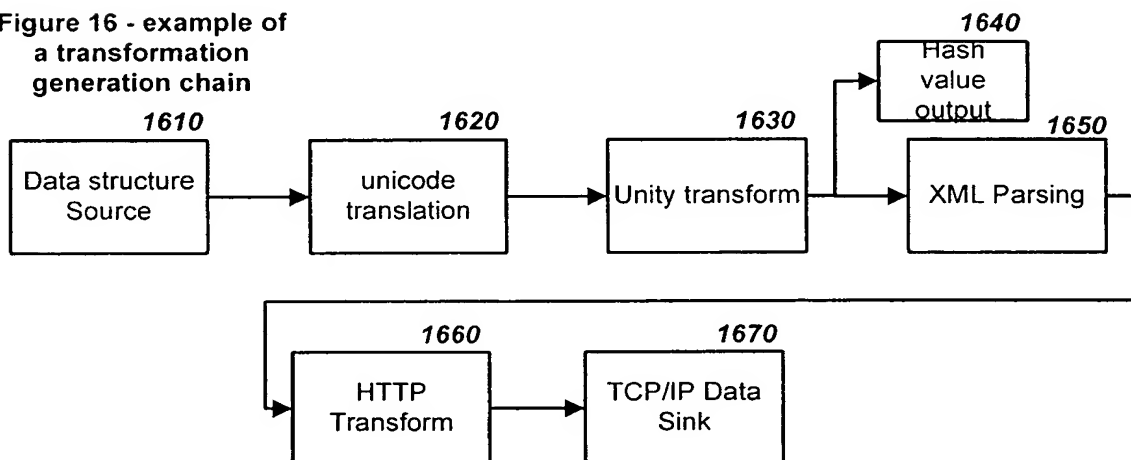 Figure 16 - example of
a transformation
generation chain
1610
Data structure
Source
1620
unicode
translation
1630
Unity transform
1640
Hash
value
output
1650
XML Parsing
1660
HTTP
Transform
1670
TCP/IP Data
Sink